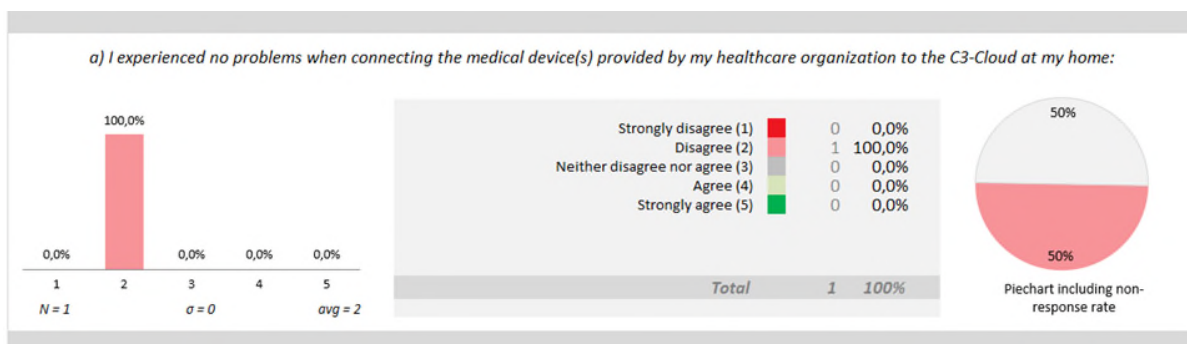 a) I experienced no problems when connecting the medical device(s) provided by my healthcare organization to the C3-Cloud at my home:
100,0%
0,0% 0,0% 0,0% 0,0%
1 2 3 4 5
N = 1 σ = 0 avg = 2
Strongly disagree (1) 0 0,0%
Disagree (2) 1 100,0%
Neither disagree nor agree (3) 0 0,0%
Agree (4) 0 0,0%
Strongly agree (5) 0 0,0%
Total 1 100%
50%
50%
Piechart including non-
response rate